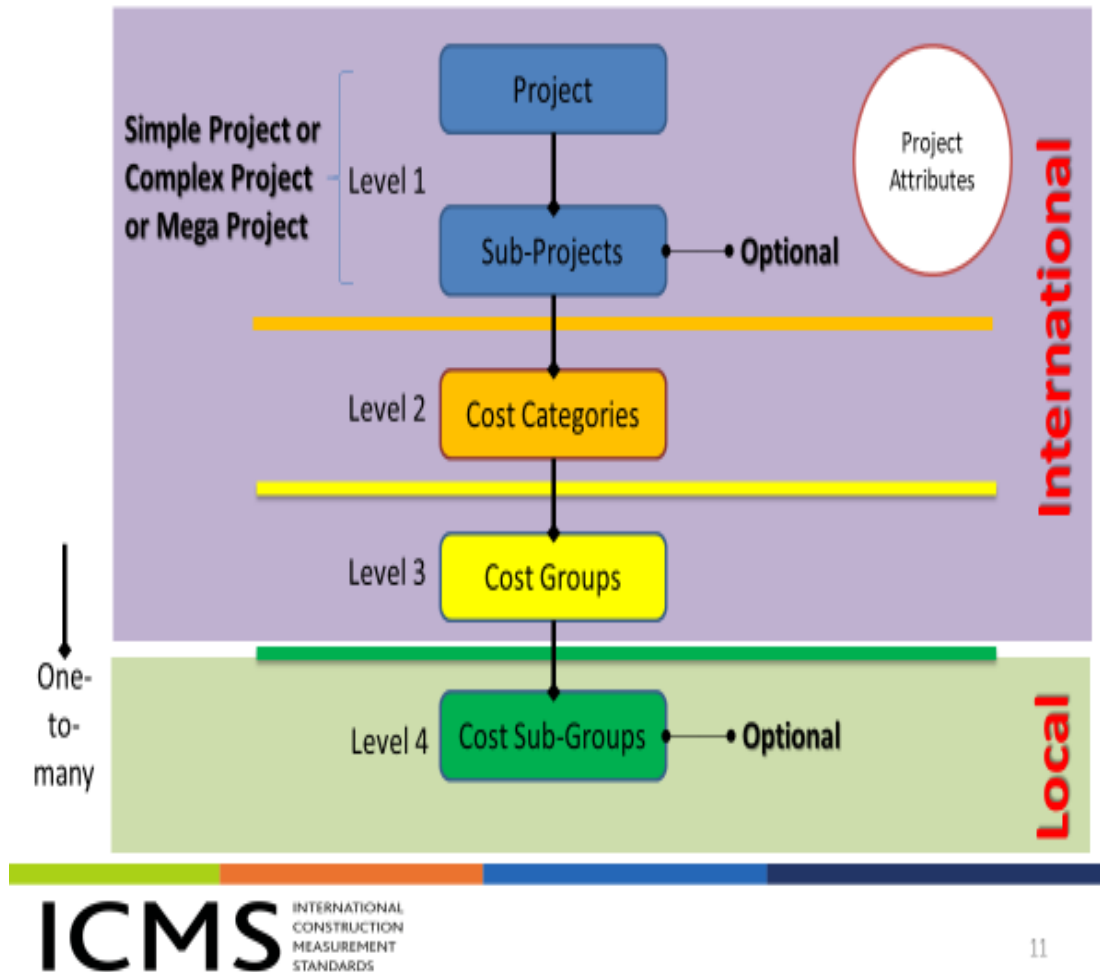 Project
Simple Project or
Complex Project
or Mega Project
Level 1
Project
Attributes
Sub-Projects
Optional
International
Level 2
Cost Categories
Level 3
Cost Groups
One-
to-
many
Level 4
Cost Sub-Groups
Optional
Local
ICMS
INTERNATIONAL
CONSTRUCTION
MEASUREMENT
STANDARDS
11